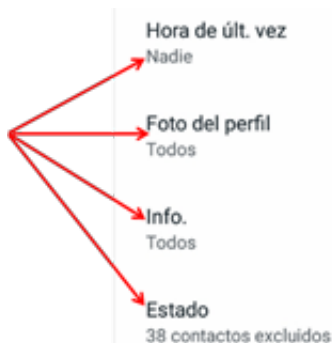 Hora de últ. vez
Nadie
Foto del perfil
Todos
Info.
Todos
Estado
38 contactos excluidos